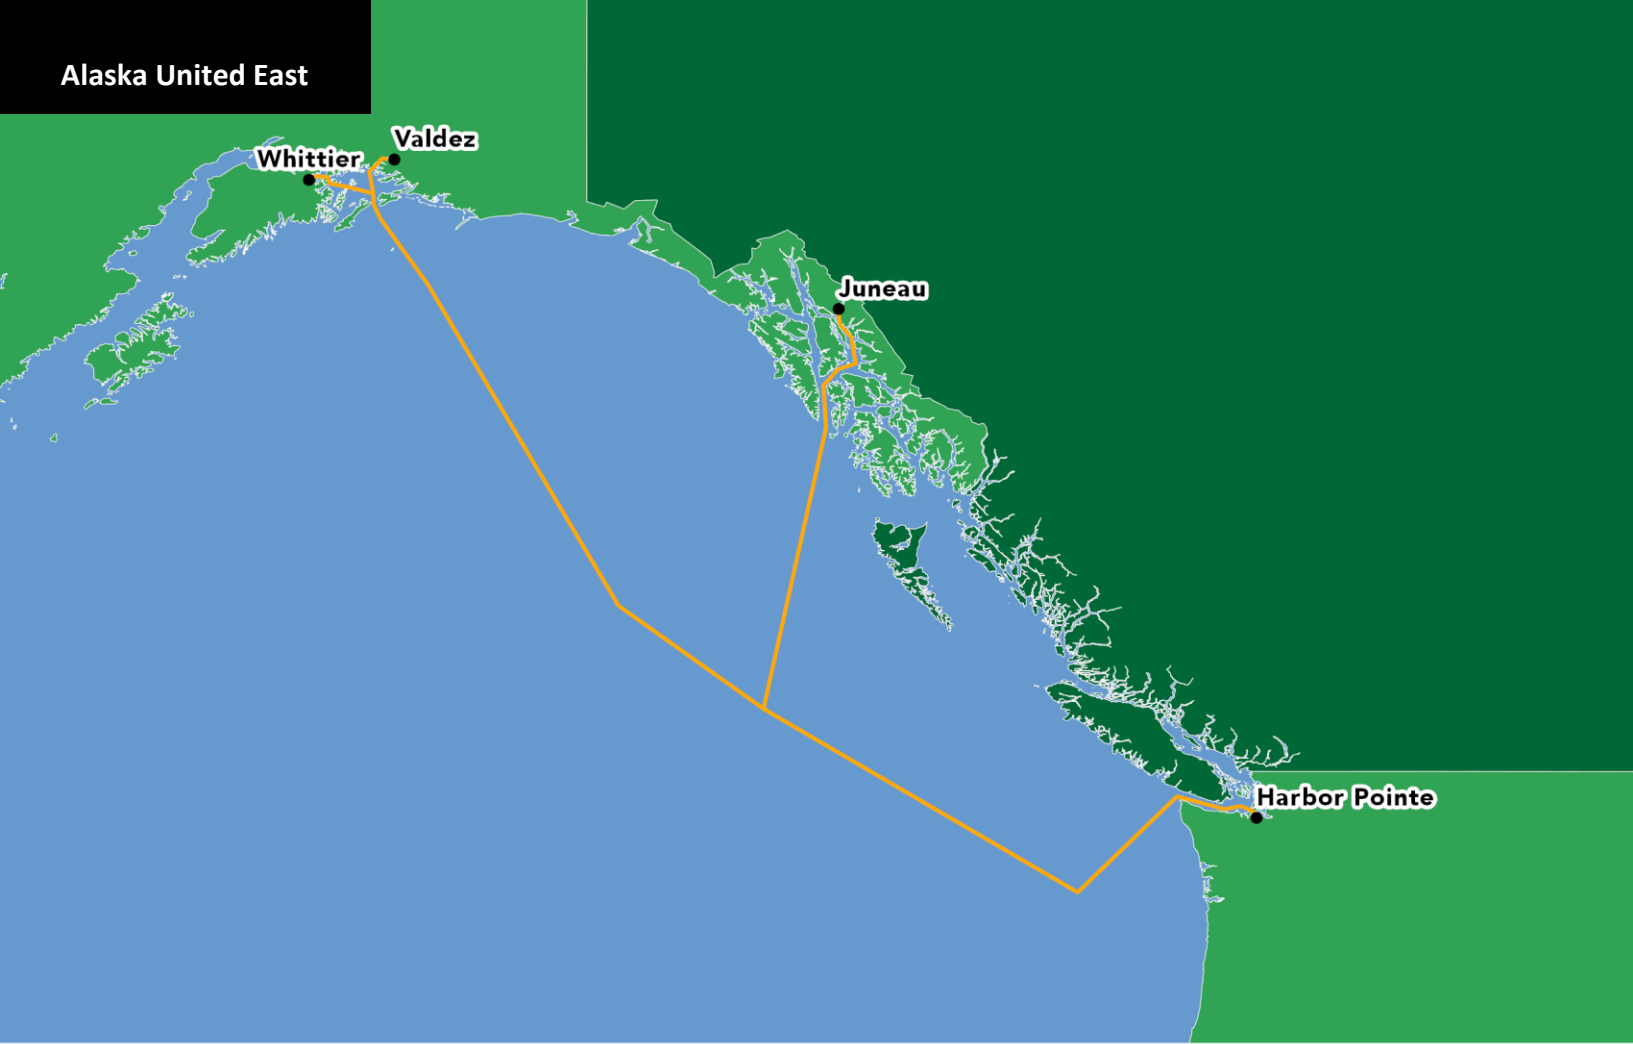 Alaska United East
Valdez
Whittier
Juneau
Harbor Pointe